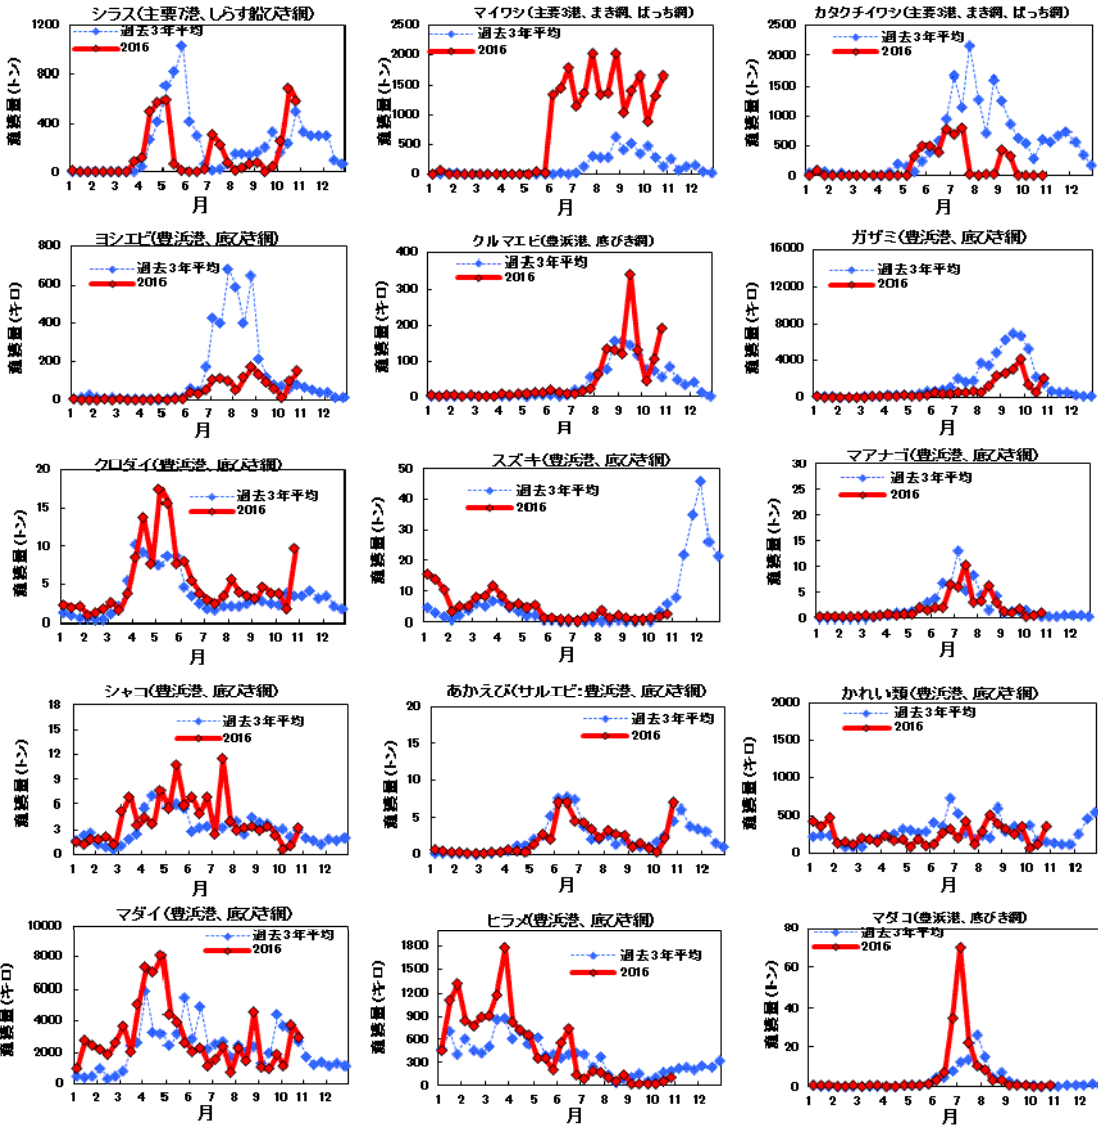 シラス(主要7港、しらす船びき網)
過去3年平均
2016
漁獲量(トン)
1200
800
400
0
1 2 3 4 5 6 7 8 9 10 11 12
月
マイワシ(主要3港、まき網、ぱっち網)
過去3年平均
2016
漁獲量(トン)
2500
2000
1500
1000
500
0
1 2 3 4 5 6 7 8 9 10 11 12
月
カタクチイワシ(主要3港、まき網、ぱっち網)
過去3年平均
2016
漁獲量(トン)
2500
2000
1500
1000
500
0
1 2 3 4 5 6 7 8 9 10 11 12
月
ヨシエビ(豊浜港、底びき網)
過去3年平均
2016
漁獲量(キロ)
800
600
400
200
0
1 2 3 4 5 6 7 8 9 10 11 12
月
クルマエビ(豊浜港、底びき網)
過去3年平均
2016
漁獲量(キロ)
400
300
200
100
0
1 2 3 4 5 6 7 8 9 10 11 12
月
ガザミ(豊浜港、底びき網)
過去3年平均
2016
漁獲量(キロ)
16000
12000
8000
4000
0
1 2 3 4 5 6 7 8 9 10 11 12
月
クロダイ(豊浜港、底びき網)
過去3年平均
2016
漁獲量(トン)
20
15
10
5
0
1 2 3 4 5 6 7 8 9 10 11 12
月
スズキ(豊浜港、底びき網)
過去3年平均
2016
漁獲量(トン)
50
40
30
20
10
0
1 2 3 4 5 6 7 8 9 10 11 12
月
マアナゴ(豊浜港、底びき網)
過去3年平均
2016
漁獲量(トン)
30
25
20
15
10
5
0
1 2 3 4 5 6 7 8 9 10 11 12
月
シャコ(豊浜港、底びき網)
過去3年平均
2016
漁獲量(トン)
18
15
12
9
6
3
0
1 2 3 4 5 6 7 8 9 10 11 12
月
あかえび(サルエビ:豊浜港、底びき網)
過去3年平均
2016
漁獲量(トン)
20
15
10
5
0
1 2 3 4 5 6 7 8 9 10 11 12
月
かれい類(豊浜港、底びき網)
過去3年平均
2016
漁獲量(キロ)
2000
1500
1000
500
0
1 2 3 4 5 6 7 8 9 10 11 12
月
マダイ(豊浜港、底びき網)
過去3年平均
2016
漁獲量(キロ)
10000
8000
6000
4000
2000
0
1 2 3 4 5 6 7 8 9 10 11 12
月
ヒラメ(豊浜港、底びき網)
過去3年平均
2016
漁獲量(キロ)
1800
1500
1200
900
600
300
0
1 2 3 4 5 6 7 8 9 10 11 12
月
マダコ(豊浜港、底びき網)
過去3年平均
2016
漁獲量(トン)
80
60
40
20
0
1 2 3 4 5 6 7 8 9 10 11 12
月